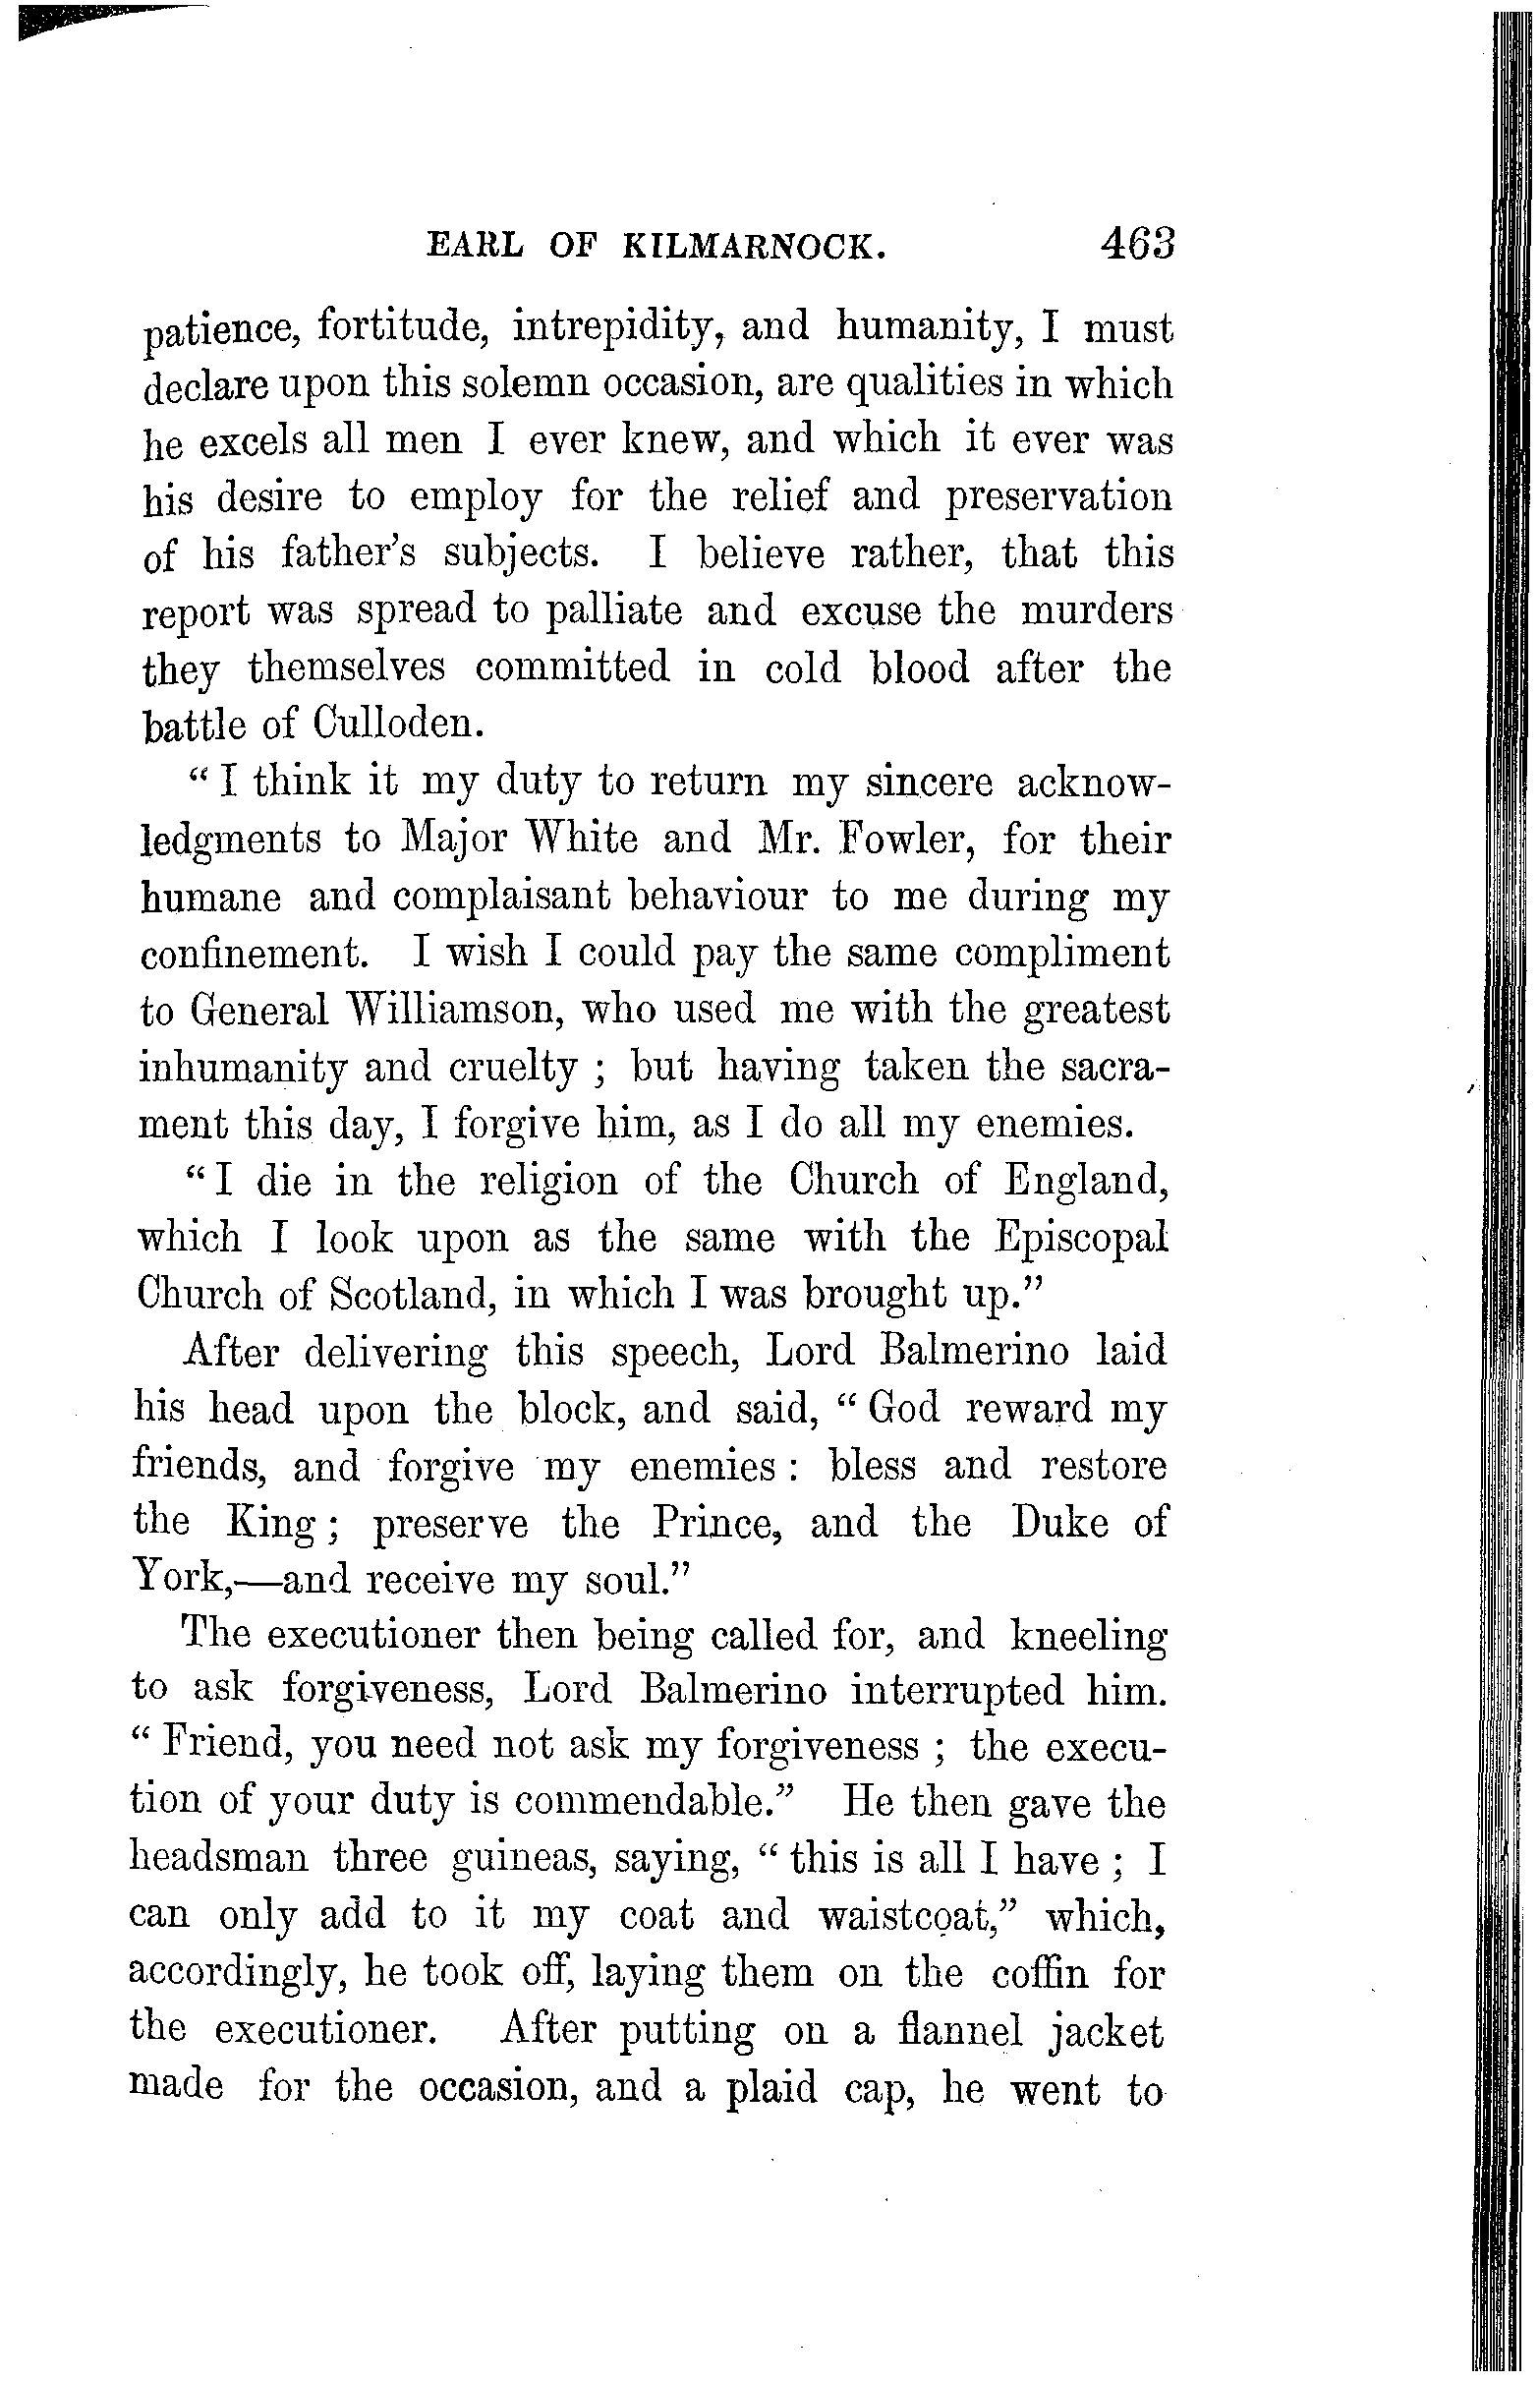 EARL OF KILMARNOCK. 463
patience, fortitude, intrepidity, and humanity, I must
declare upon this solemn occasion, are qualities in which
he excels all men I ever knew, and which it ever was
his desire to employ for the relief and preservation
of his father's subjects. I believe rather, that this
report was spread to palliate and excuse the murders
they themselves committed in cold blood after the
battle of Culloden.
“ I think it my duty to return my sincere acknow-
ledgments to Major White and Mr. Fowler, for their
humane and complaisant behaviour to me during my
confinement. I wish I could pay the same compliment
to General Williamson, who used me with the greatest
inhumanity and cruelty ; but having taken the sacra-
ment this day, I forgive him, as I do all my enemies.
“ I die in the religion of the Church of England,
which I look upon as the same with the Episcopal
Church of Scotland, in which I was brought up.”
After delivering this speech, Lord Balmerino laid
his head upon the block, and said, “ God reward my
friends, and forgive my enemies : bless and restore
the King ; preserve the Prince, and the Duke of
York,—and receive my soul.”
The executioner then being called for, and kneeling
to ask forgiveness, Lord Balmerino interrupted him.
“ Friend, you need not ask my forgiveness ; the execu-
tion of your duty is commendable.” He then gave the
headsman three guineas, saying, “ this is all I have ; I
can only add to it my coat and waistcoat,” which,
accordingly, he took off, laying them on the coffin for
the executioner. After putting on a flannel jacket
made for the occasion, and a plaid cap, he went to